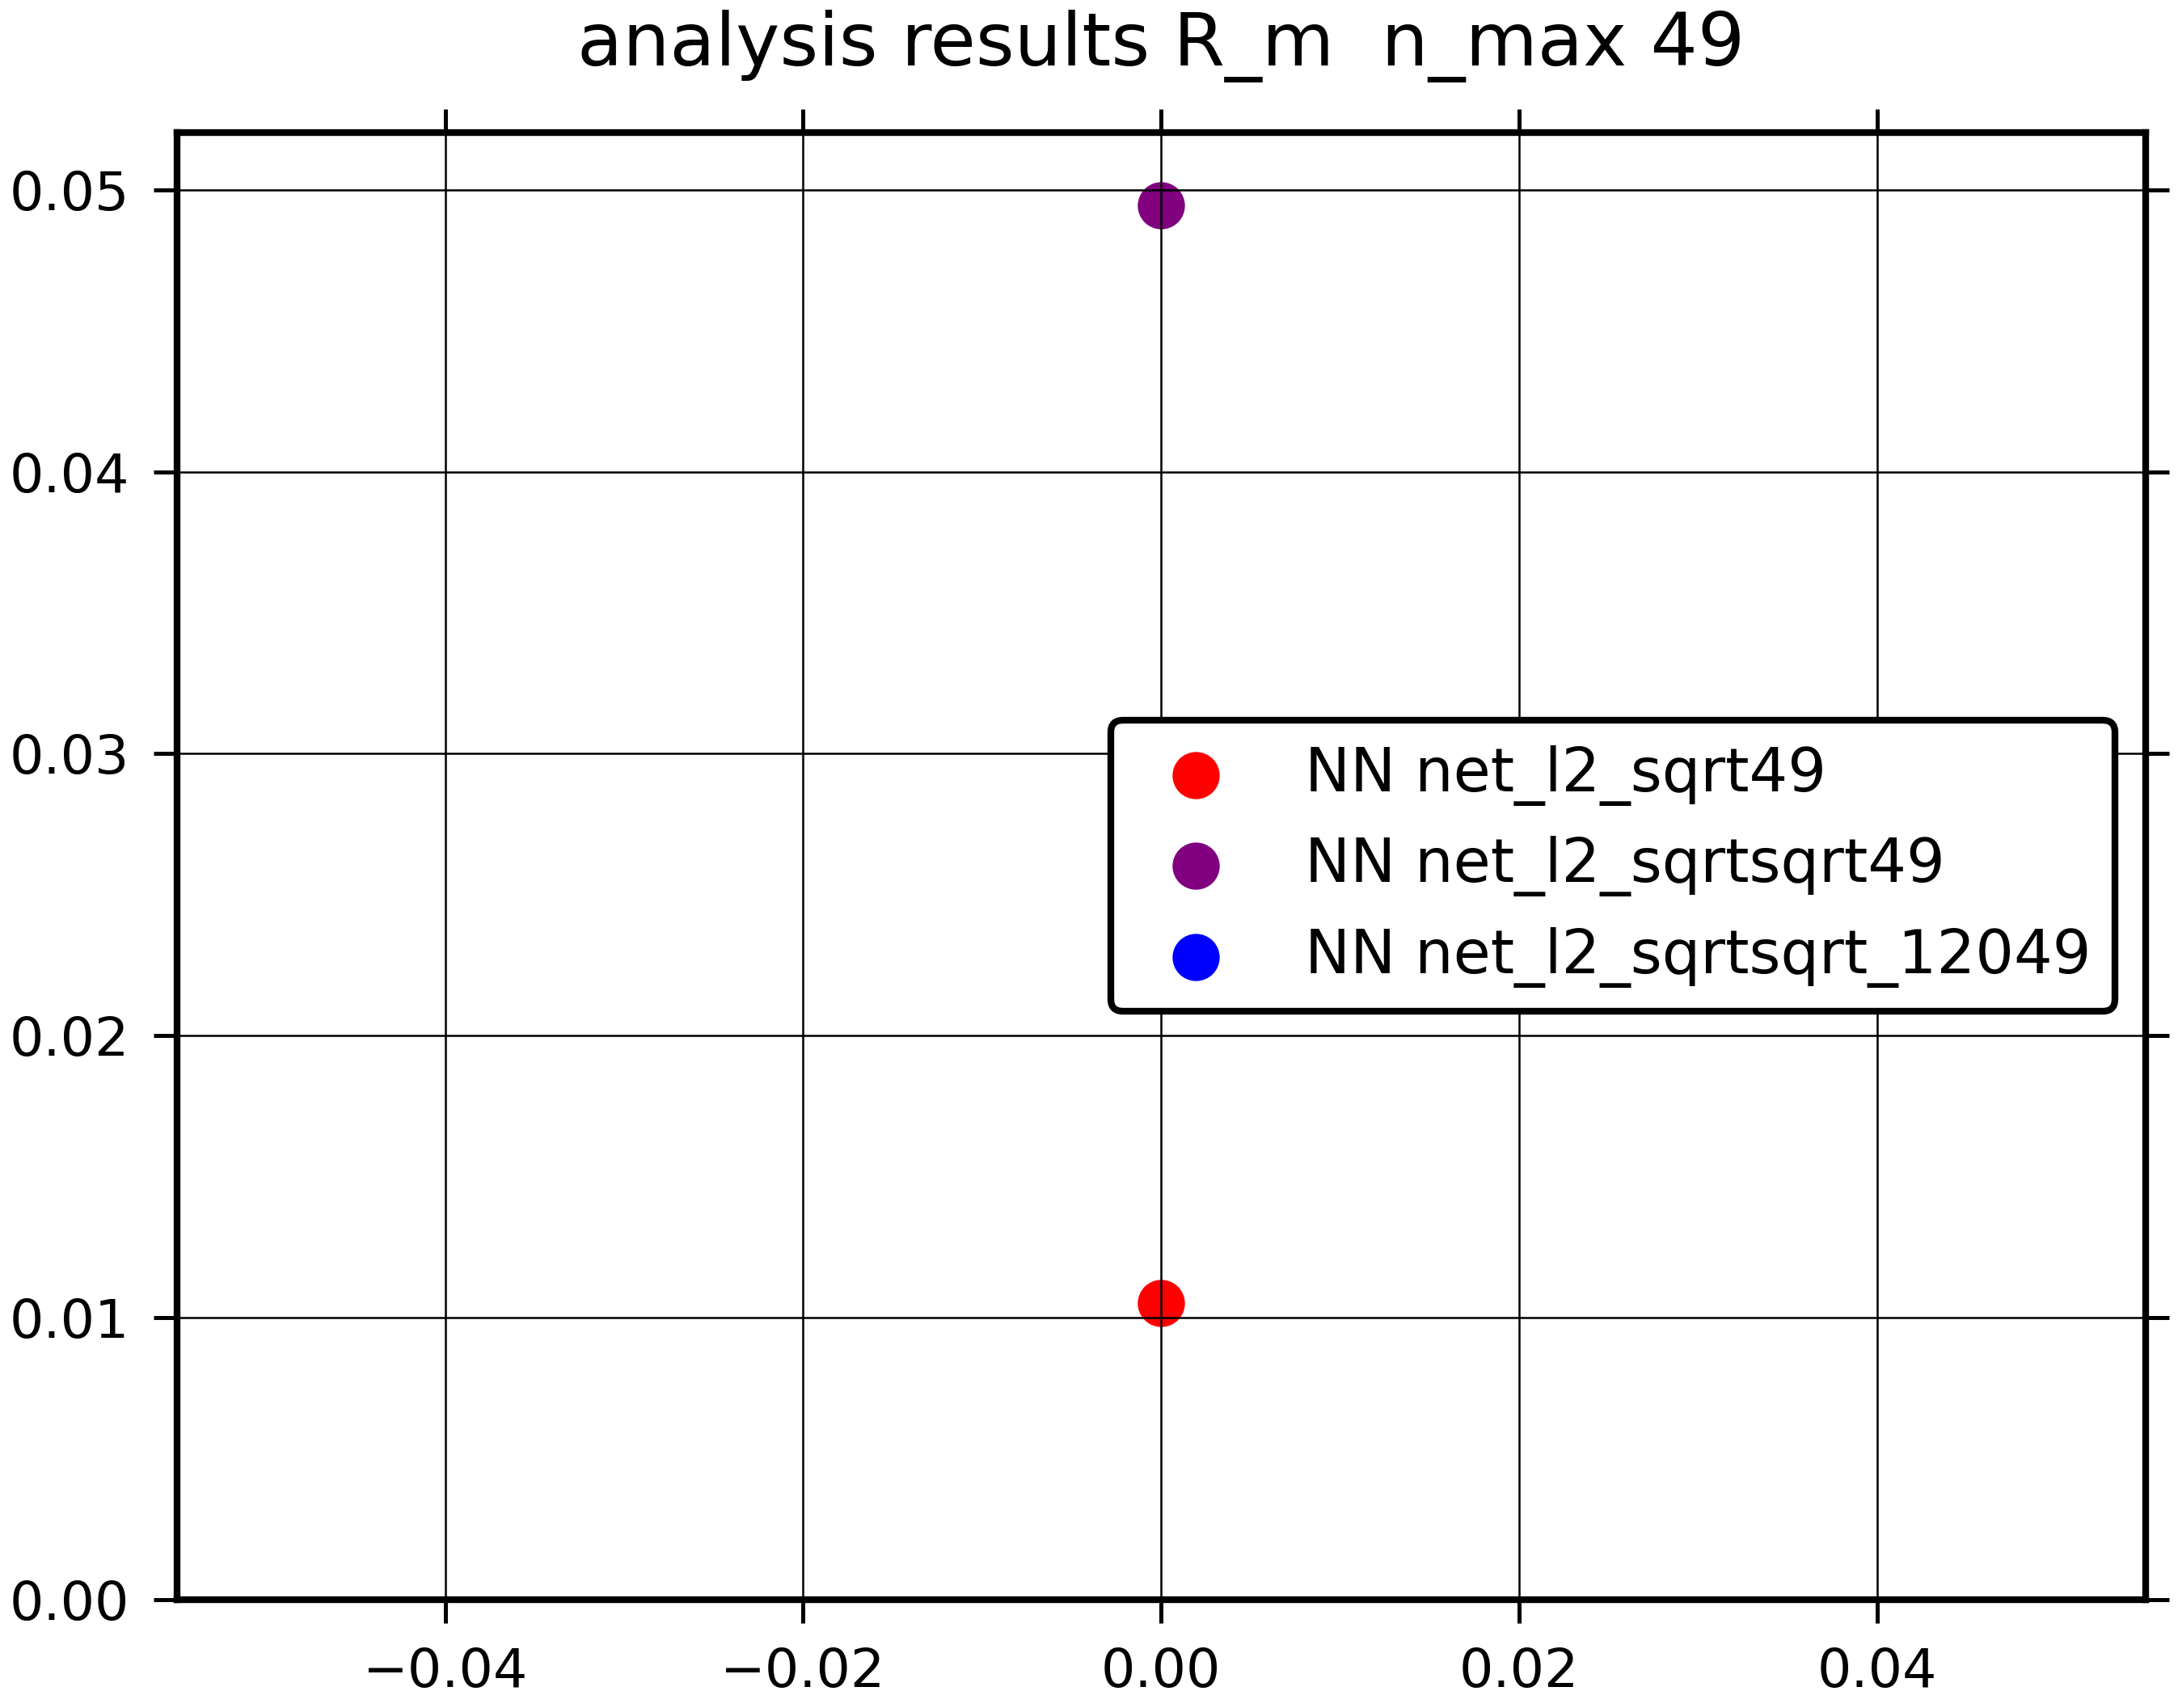 analysis results R_m  n_max 49
0.05
0.04
0.03
0.02
0.01
0.00
NN net_l2_sqrt49
NN net_l2_sqrtsqrt49
NN net_l2_sqrtsqrt_12049
−0.04 −0.02 0.00 0.02 0.04